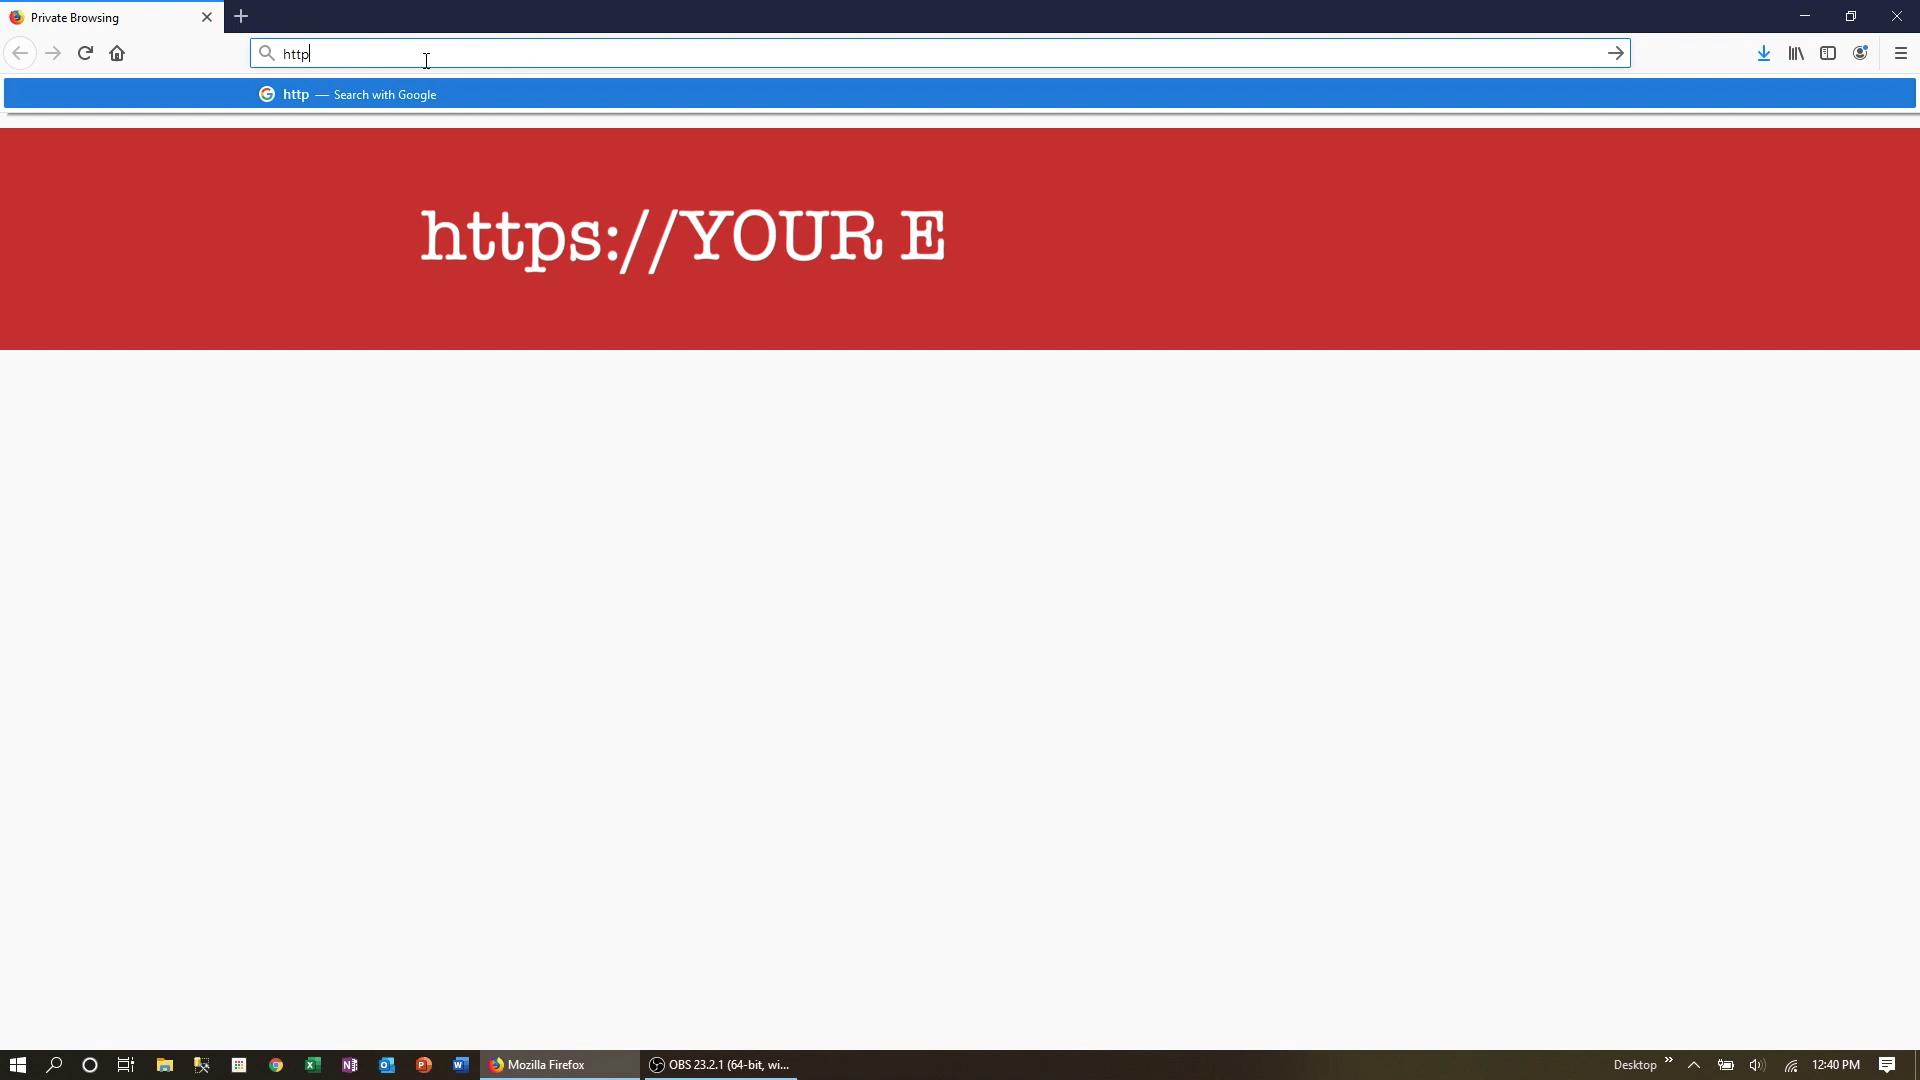 Private Browsing
http
http — Search with Google
https://YOUR E
Mozilla Firefox
OBS 23.2.1 (64-bit, wi...
Desktop
12:40 PM